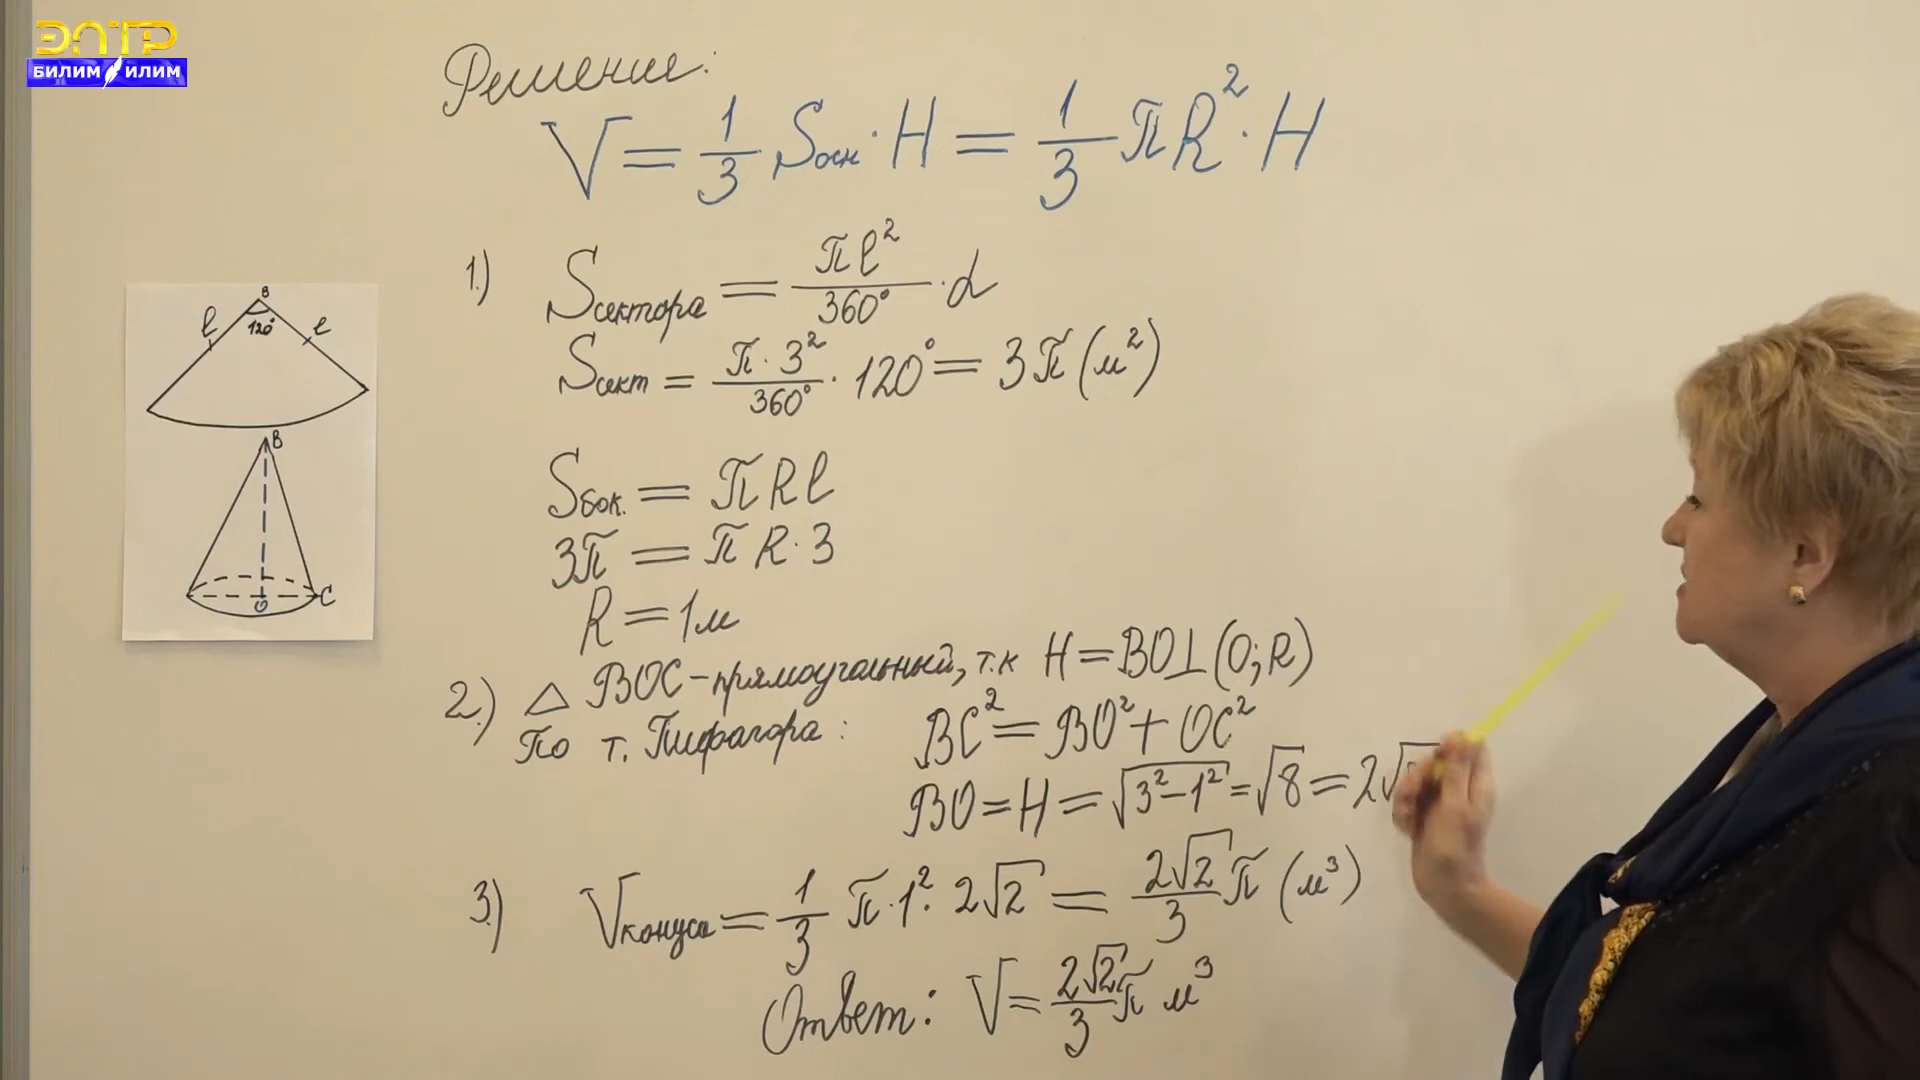 ЭЛТР
БИЛИМ ИЛИМ
Решение:
V = 1/3 Sосн · H = 1/3 πR² · H
1.) Sсектора = πl²/360° · α
Sсект = π · 3²/360° · 120° = 3π (м²)
Sбок. = πRl
3π = πR · 3
R = 1м
2.) △ BOC - прямоугольный, т.к H = BO ⊥ (O; R)
По т. Пифагора: BC² = BO² + OC²
BO = H = √3² - 1² = √8 = 2√
3.) Vконуса = 1/3 π · 1² · 2√2 = 2√2/3 π (м³)
Ответ: V = 2√2/3 π м³
B
l 120° l
B
O C